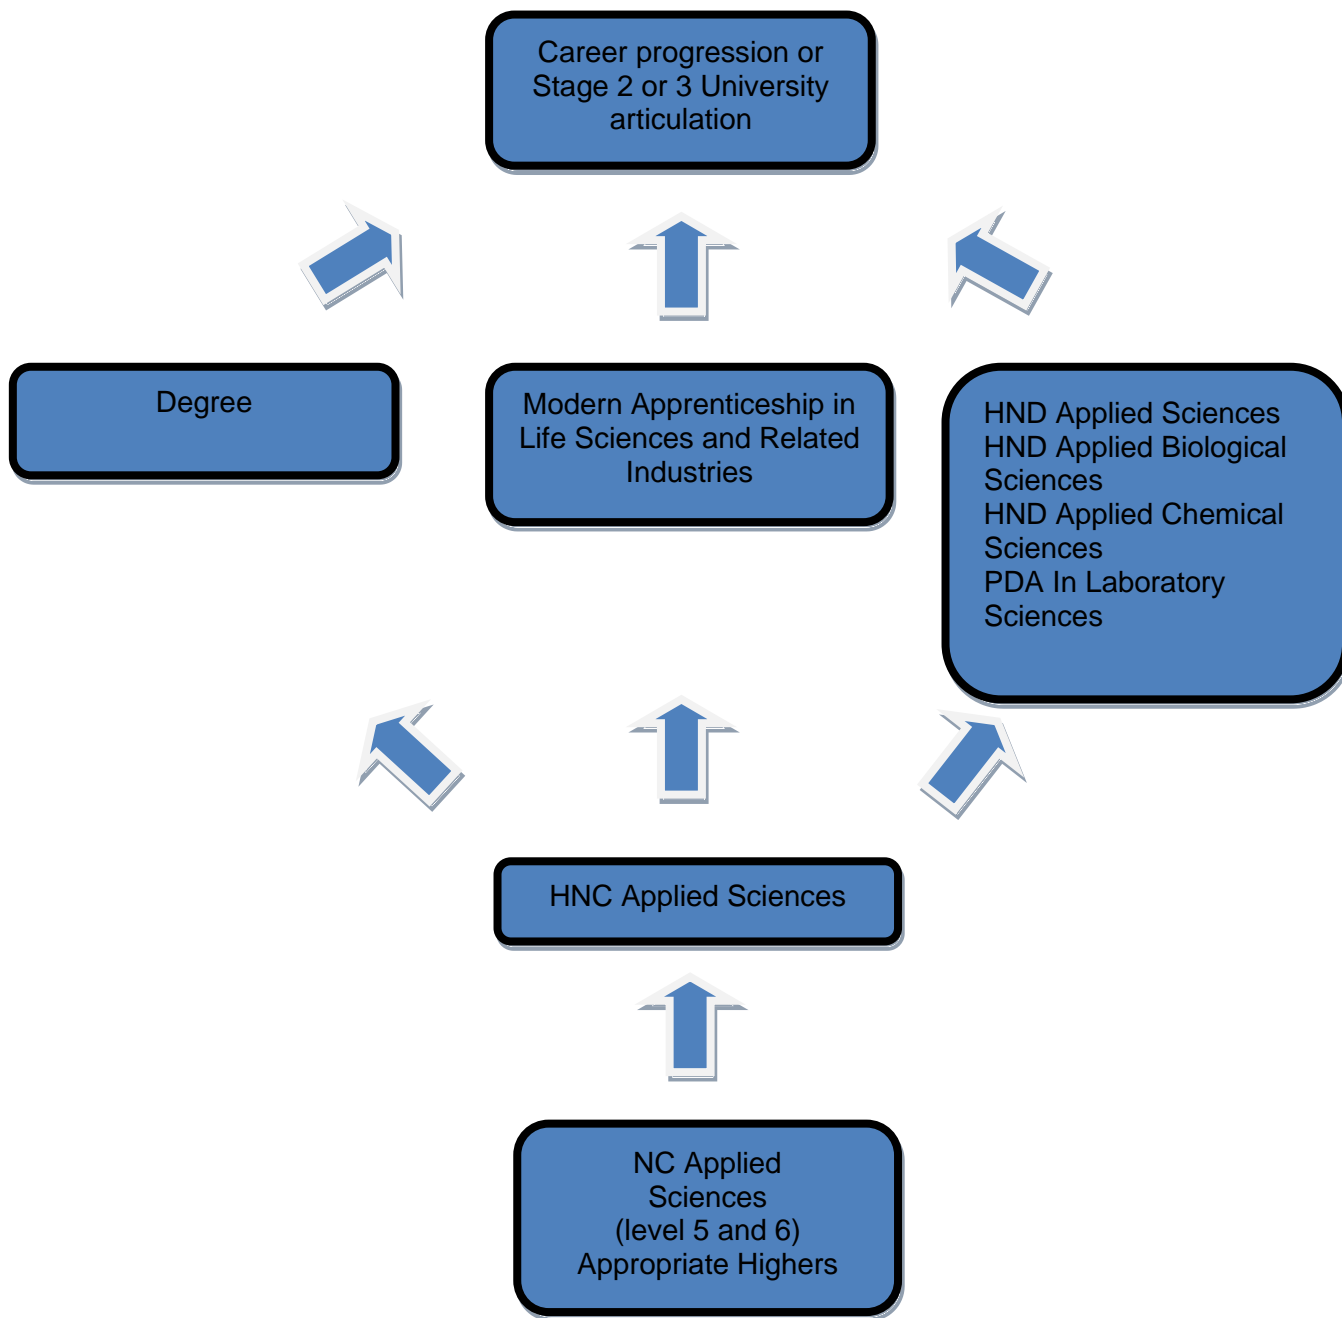 Career progression or
Stage 2 or 3 University
articulation
Degree
Modern Apprenticeship in
Life Sciences and Related
Industries
HND Applied Sciences
HND Applied Biological
Sciences
HND Applied Chemical
Sciences
PDA In Laboratory
Sciences
HNC Applied Sciences
NC Applied
Sciences
(level 5 and 6)
Appropriate Highers